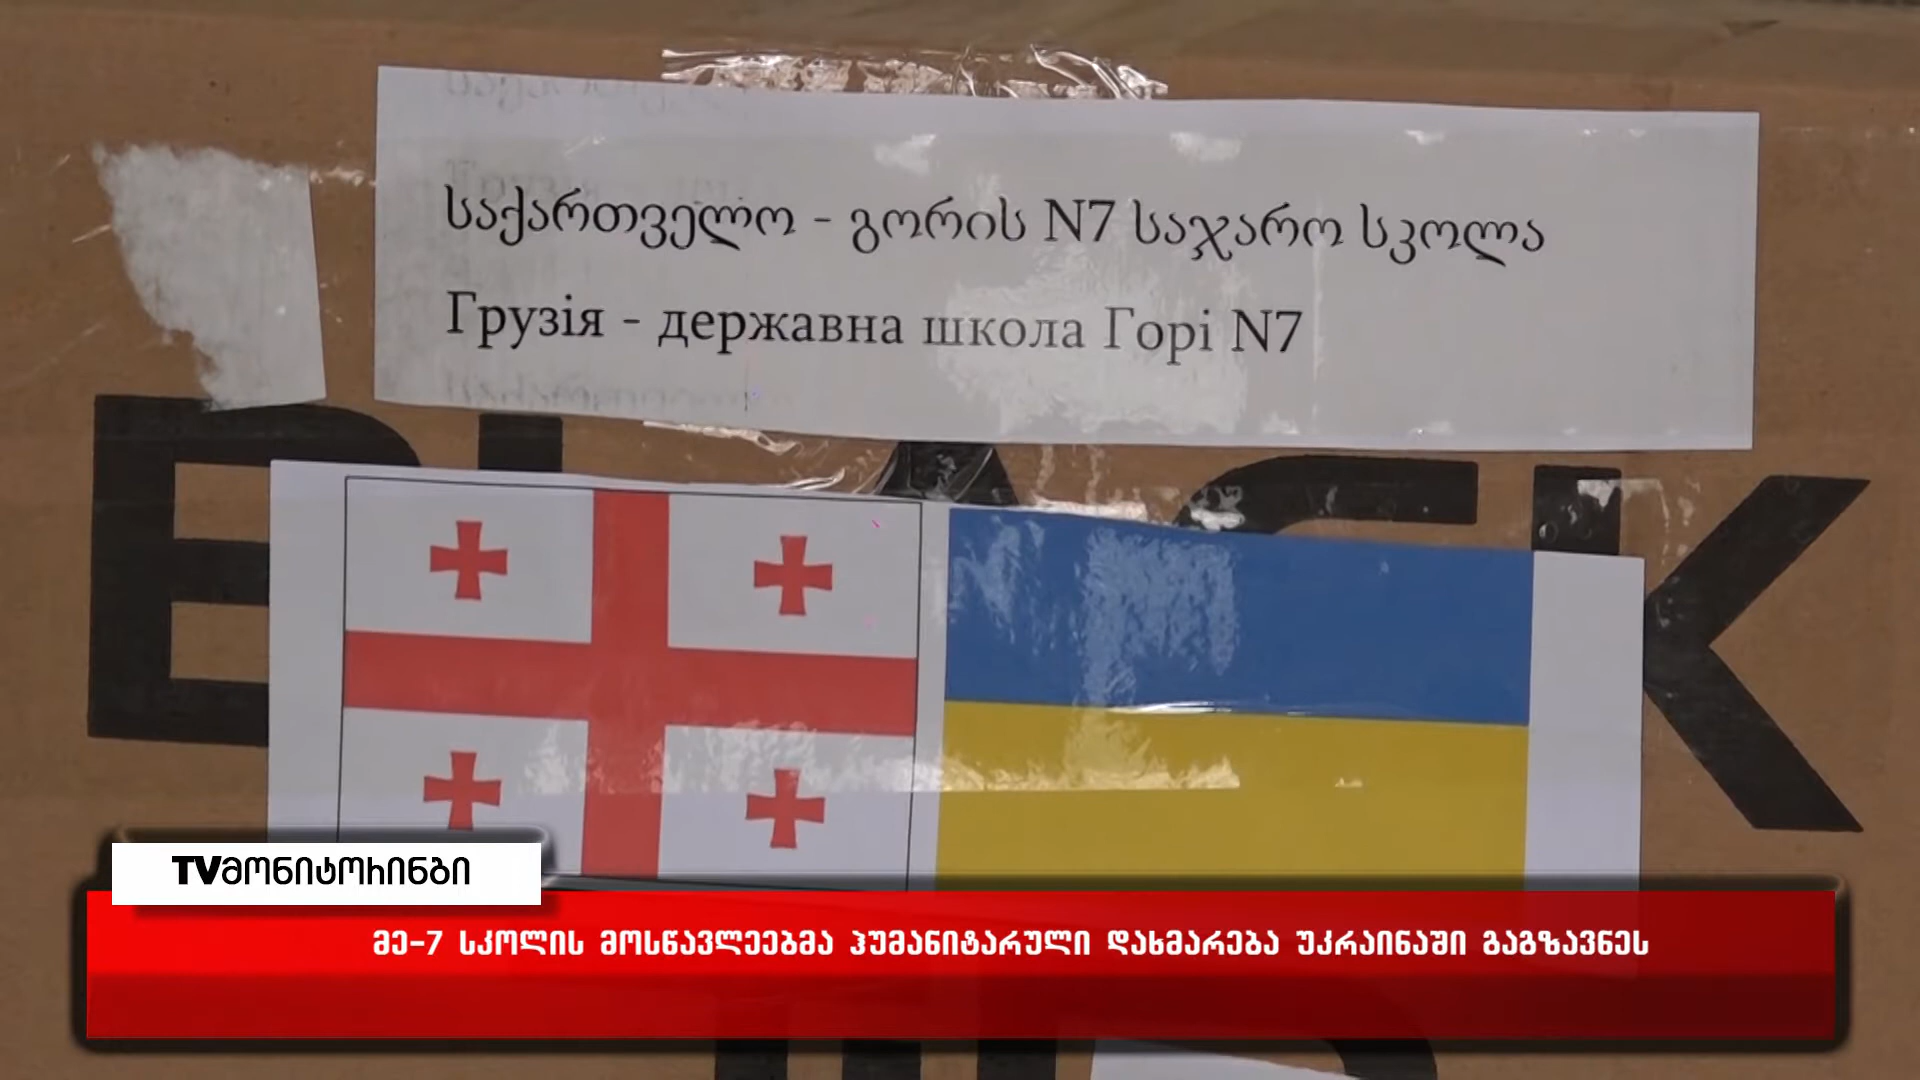 საქართველო - გორის N7 საჯარო სკოლა
Грузія - державна школа Горі N7
BLACK
TVმონიტორინგი
მე-7 სკოლის მოსწავლეებმა ჰუმანიტარული დახმარება უკრაინაში გაგზავნეს